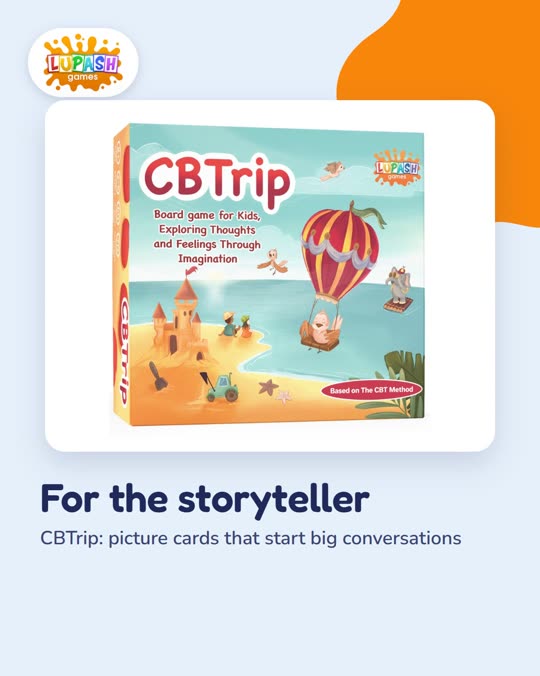 LUPASH
games
CBTrip
LUPASH
games
Board game for Kids,
Exploring Thoughts
and Feelings Through
Imagination
CBTrip
Based on The CBT Method
For the storyteller
CBTrip: picture cards that start big conversations